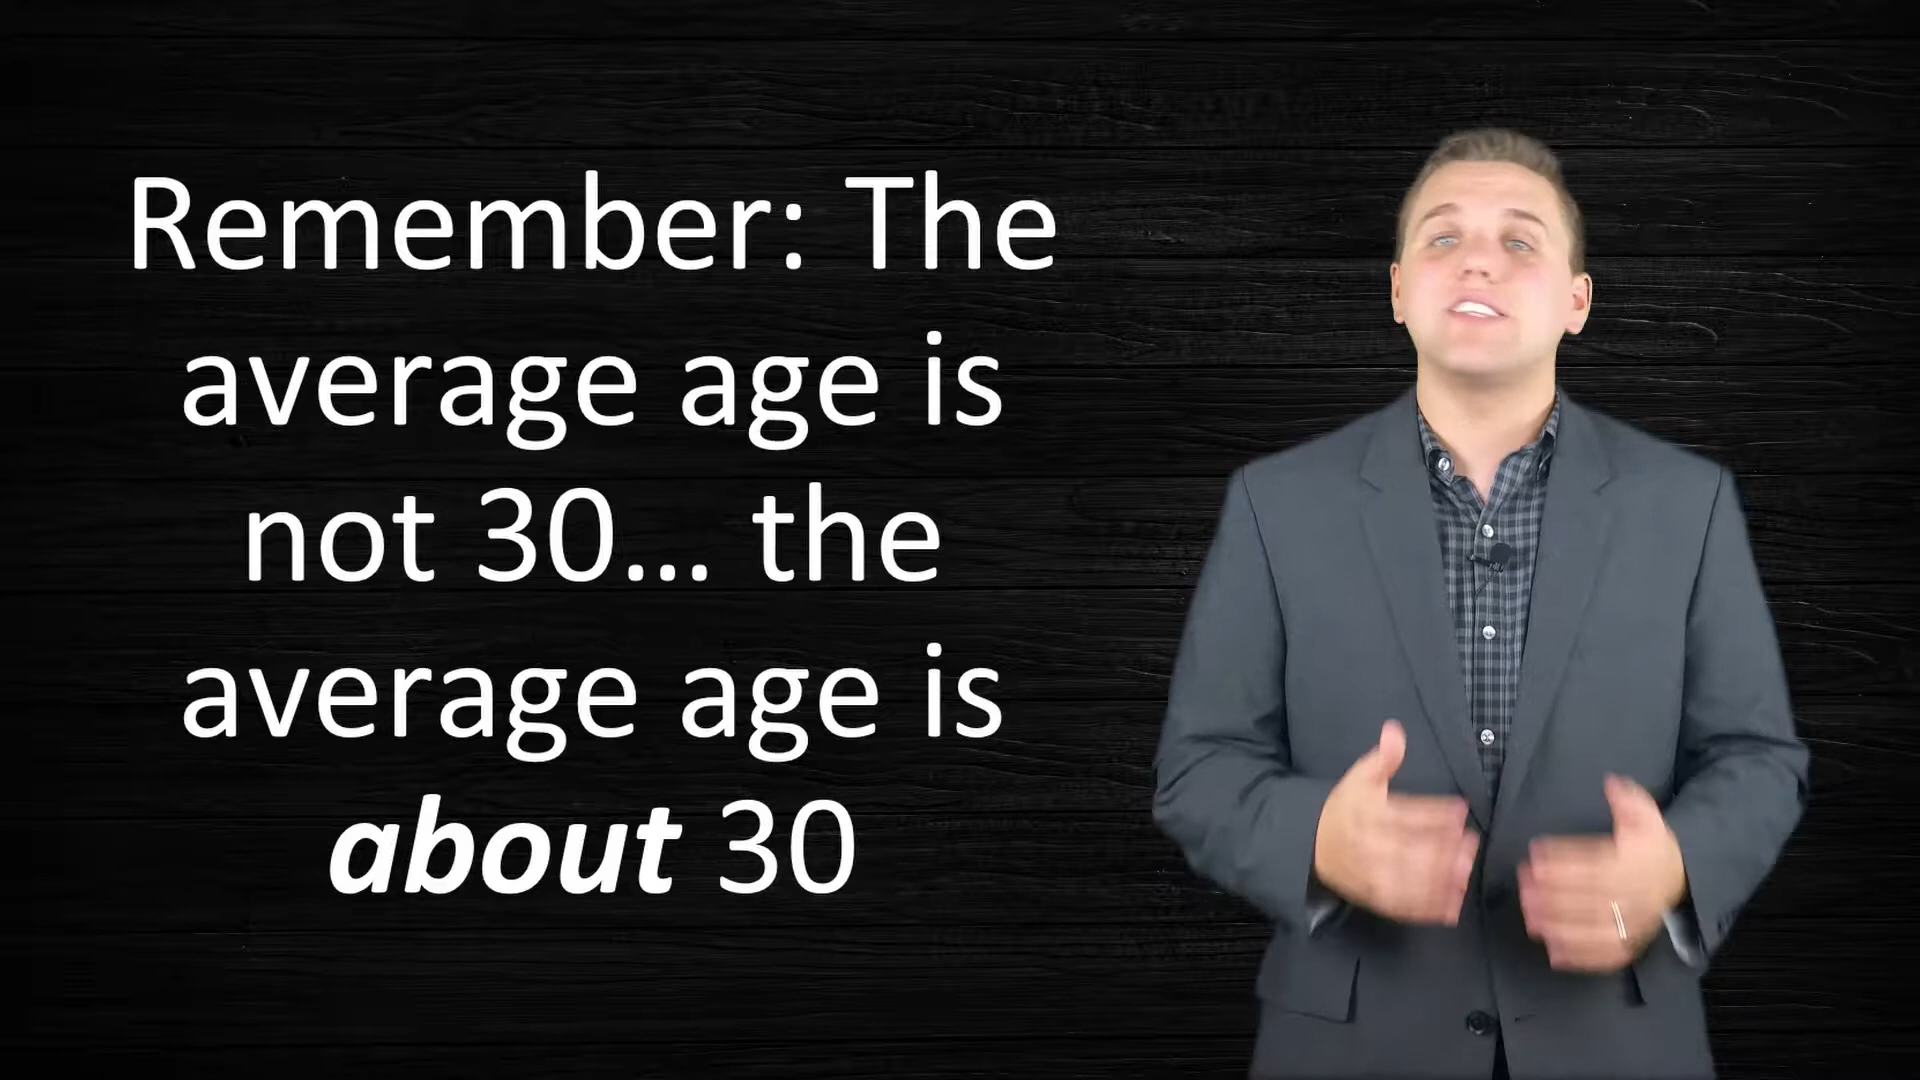 Remember: The
average age is
not 30... the
average age is
about 30